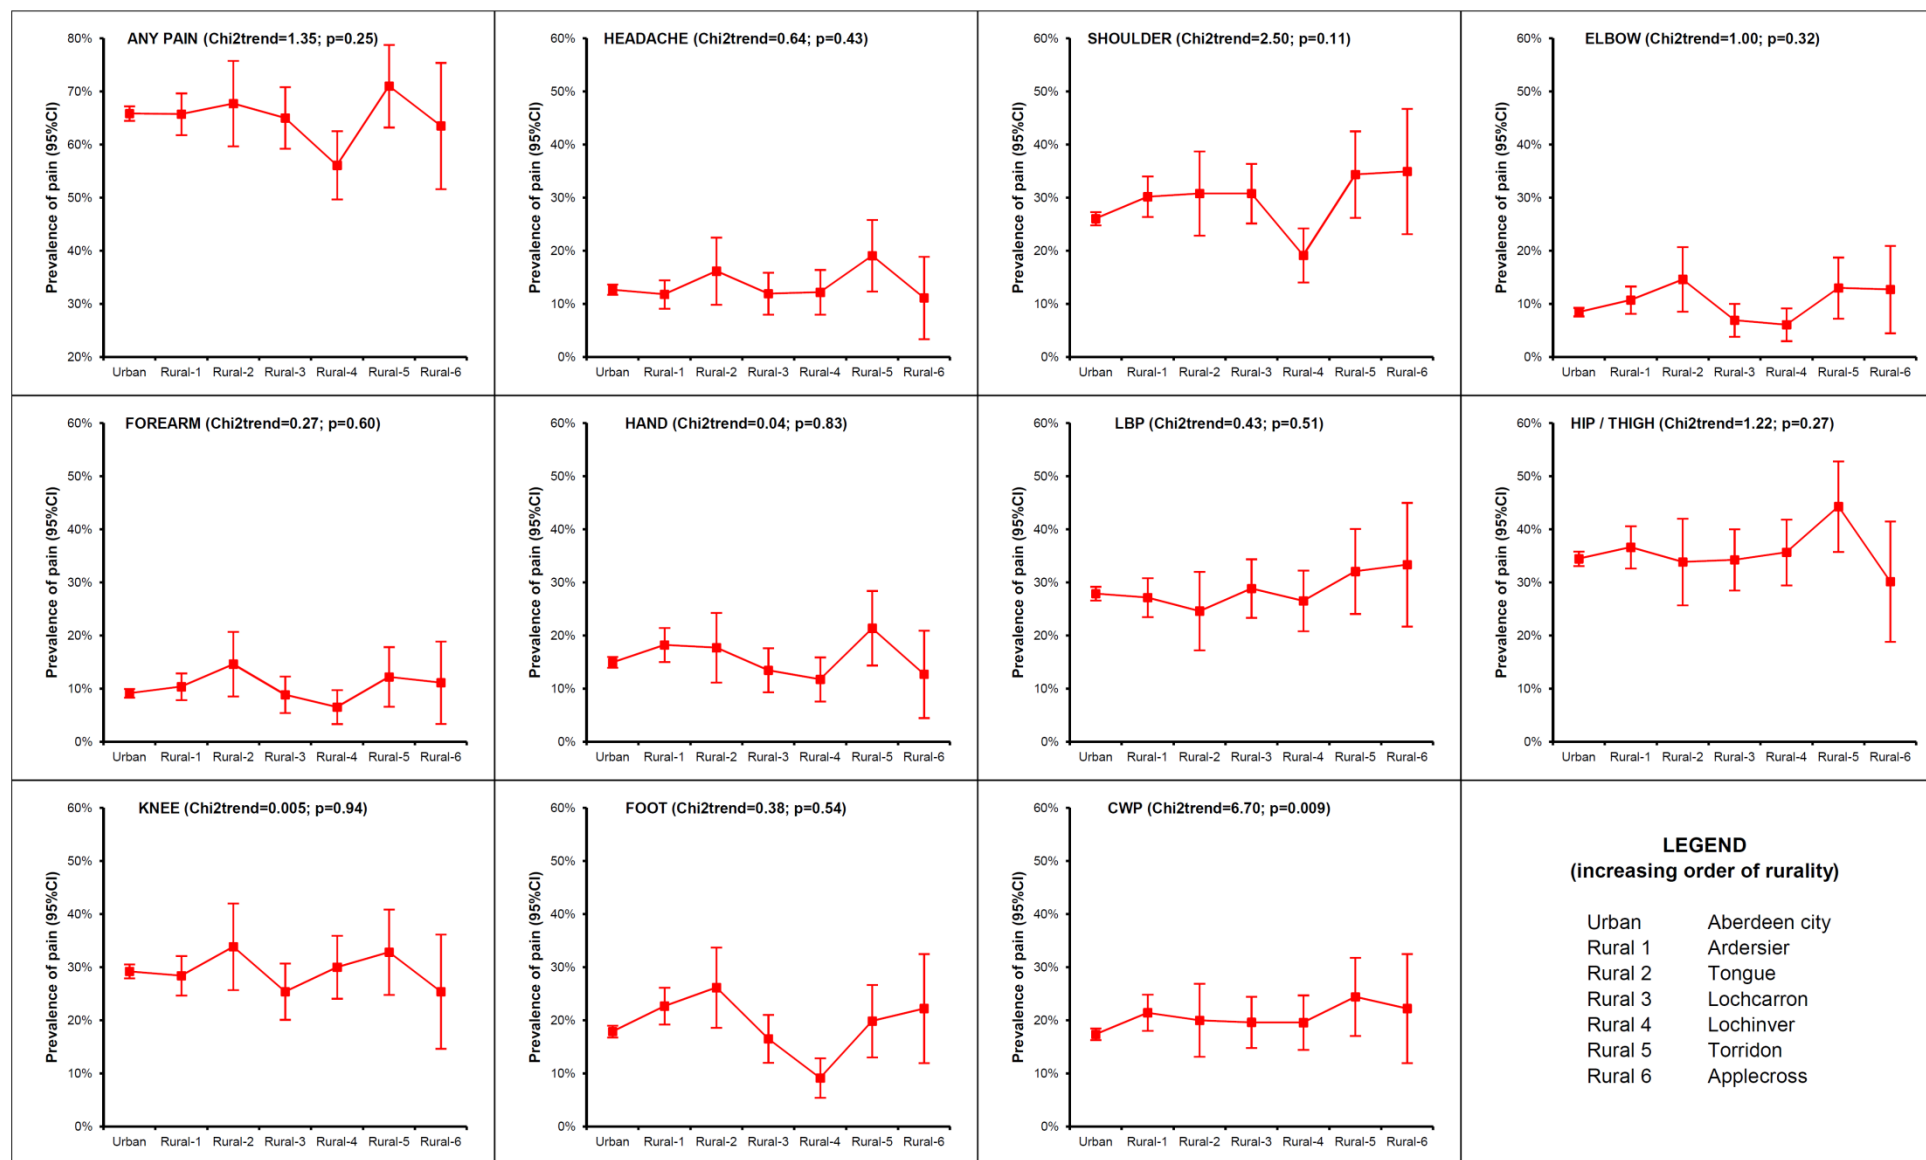 ANY PAIN (Chi2trend=1.35; p=0.25)
Prevalence of pain (95%CI)
80%
70%
60%
50%
40%
30%
20%
Urban Rural-1 Rural-2 Rural-3 Rural-4 Rural-5 Rural-6
HEADACHE (Chi2trend=0.64; p=0.43)
Prevalence of pain (95%CI)
60%
50%
40%
30%
20%
10%
0%
Urban Rural-1 Rural-2 Rural-3 Rural-4 Rural-5 Rural-6
SHOULDER (Chi2trend=2.50; p=0.11)
Prevalence of pain (95%CI)
60%
50%
40%
30%
20%
10%
0%
Urban Rural-1 Rural-2 Rural-3 Rural-4 Rural-5 Rural-6
ELBOW (Chi2trend=1.00; p=0.32)
Prevalence of pain (95%CI)
60%
50%
40%
30%
20%
10%
0%
Urban Rural-1 Rural-2 Rural-3 Rural-4 Rural-5 Rural-6
FOREARM (Chi2trend=0.27; p=0.60)
Prevalence of pain (95%CI)
60%
50%
40%
30%
20%
10%
0%
Urban Rural-1 Rural-2 Rural-3 Rural-4 Rural-5 Rural-6
HAND (Chi2trend=0.04; p=0.83)
Prevalence of pain (95%CI)
60%
50%
40%
30%
20%
10%
0%
Urban Rural-1 Rural-2 Rural-3 Rural-4 Rural-5 Rural-6
LBP (Chi2trend=0.43; p=0.51)
Prevalence of pain (95%CI)
60%
50%
40%
30%
20%
10%
0%
Urban Rural-1 Rural-2 Rural-3 Rural-4 Rural-5 Rural-6
HIP / THIGH (Chi2trend=1.22; p=0.27)
Prevalence of pain (95%CI)
60%
50%
40%
30%
20%
10%
0%
Urban Rural-1 Rural-2 Rural-3 Rural-4 Rural-5 Rural-6
KNEE (Chi2trend=0.005; p=0.94)
Prevalence of pain (95%CI)
60%
50%
40%
30%
20%
10%
0%
Urban Rural-1 Rural-2 Rural-3 Rural-4 Rural-5 Rural-6
FOOT (Chi2trend=0.38; p=0.54)
Prevalence of pain (95%CI)
60%
50%
40%
30%
20%
10%
0%
Urban Rural-1 Rural-2 Rural-3 Rural-4 Rural-5 Rural-6
CWP (Chi2trend=6.70; p=0.009)
Prevalence of pain (95%CI)
60%
50%
40%
30%
20%
10%
0%
Urban Rural-1 Rural-2 Rural-3 Rural-4 Rural-5 Rural-6
LEGEND
(increasing order of rurality)
Urban Aberdeen city
Rural 1 Ardersier
Rural 2 Tongue
Rural 3 Lochcarron
Rural 4 Lochinver
Rural 5 Torridon
Rural 6 Applecross